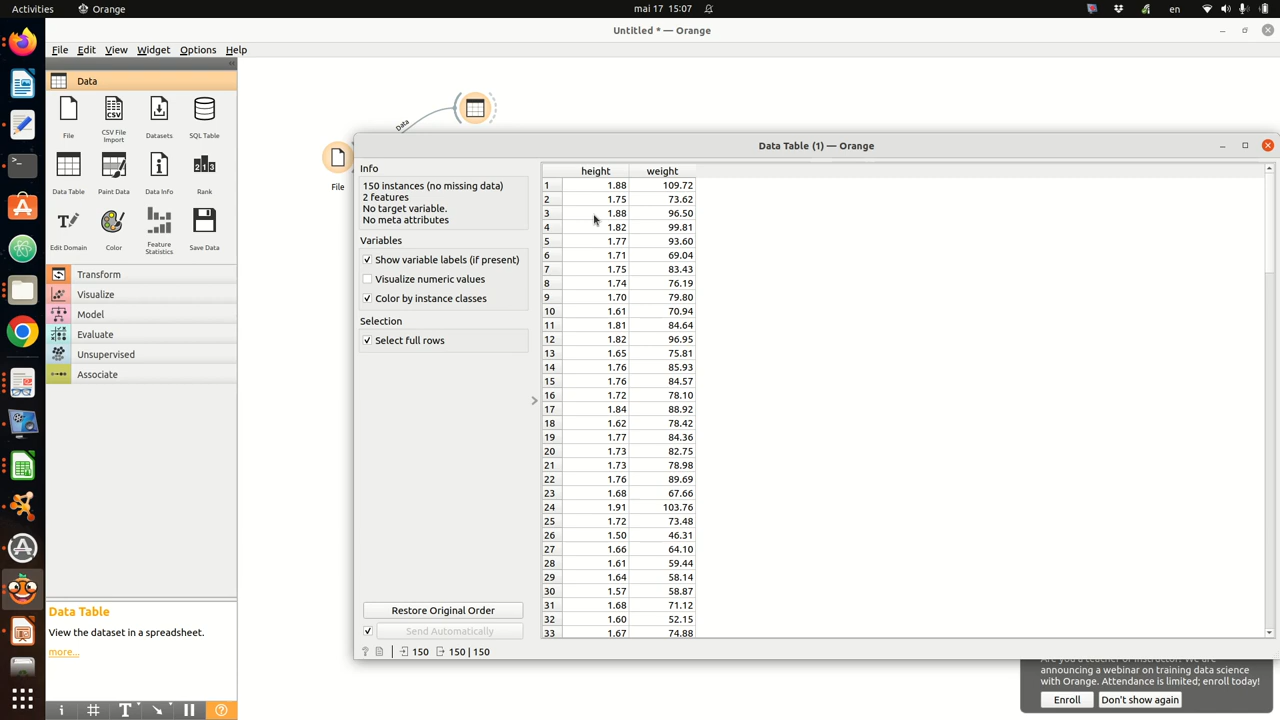 Activities Orange mai 17 15:07 en
Untitled * — Orange
File Edit View Widget Options Help
Data
File CSV File Import Datasets SQL Table
Data Table Paint Data Data Info Rank
Edit Domain Color Feature Statistics Save Data
Transform
Visualize
Model
Evaluate
Unsupervised
Associate
Data Table
View the dataset in a spreadsheet.
more...
Data
File
Data Table (1) — Orange
Info
150 instances (no missing data)
2 features
No target variable.
No meta attributes
Variables
Show variable labels (if present)
Visualize numeric values
Color by instance classes
Selection
Select full rows
Restore Original Order
Send Automatically
150 150 | 150
height weight
1 1.88 109.72
2 1.75 73.62
3 1.88 96.50
4 1.82 99.81
5 1.77 93.60
6 1.71 69.04
7 1.75 83.43
8 1.74 76.19
9 1.70 79.80
10 1.61 70.94
11 1.81 84.64
12 1.82 96.95
13 1.65 75.81
14 1.76 85.93
15 1.76 84.57
16 1.72 78.10
17 1.84 88.92
18 1.62 78.42
19 1.77 84.36
20 1.73 82.75
21 1.73 78.98
22 1.76 89.69
23 1.68 67.66
24 1.91 103.76
25 1.72 73.48
26 1.50 46.31
27 1.66 64.10
28 1.61 59.44
29 1.64 58.14
30 1.57 58.87
31 1.68 71.12
32 1.60 52.15
33 1.67 74.88
Are you a teacher or instructor? We are
announcing a webinar on training data science
with Orange. Attendance is limited; enroll today!
Enroll Don't show again